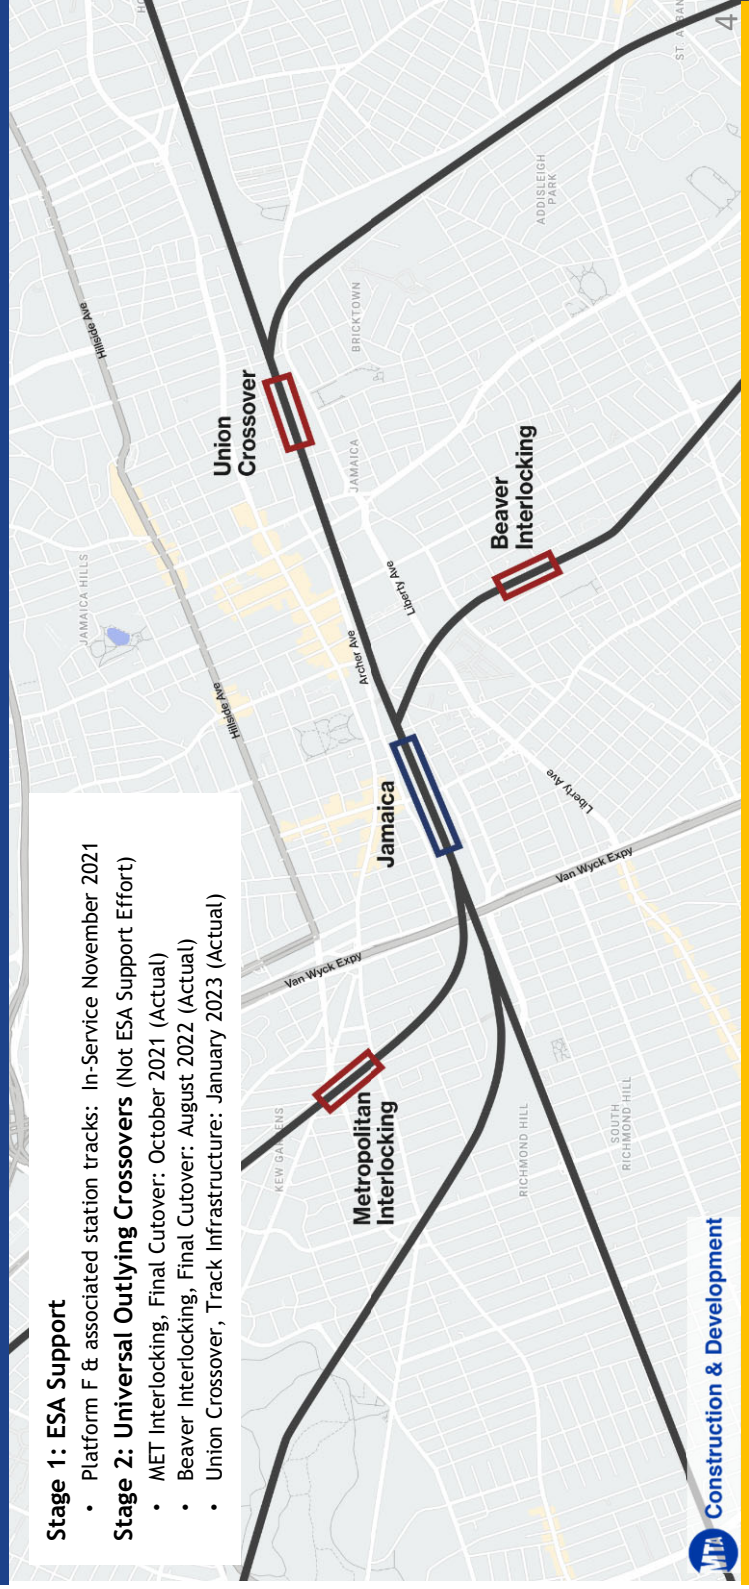 Stage 1: ESA Support
• Platform F & associated station tracks: In-Service November 2021
Stage 2: Universal Outlying Crossovers (Not ESA Support Effort)
• MET Interlocking, Final Cutover: October 2021 (Actual)
• Beaver Interlocking, Final Cutover: August 2022 (Actual)
• Union Crossover, Track Infrastructure: January 2023 (Actual)
JAMAICA HILLS
Hillside Ave
Hillside Ave
Union
Crossover
Van Wyck Expy
Archer Ave
JAMAICA
BRICKTOWN
KEW GARDENS
Metropolitan
Interlocking
Jamaica
Liberty Ave
Beaver
Interlocking
ADDISLEIGH
PARK
RICHMOND HILL
Van Wyck Expy
Liberty Ave
SOUTH
RICHMOND HILL
MTA Construction & Development
4